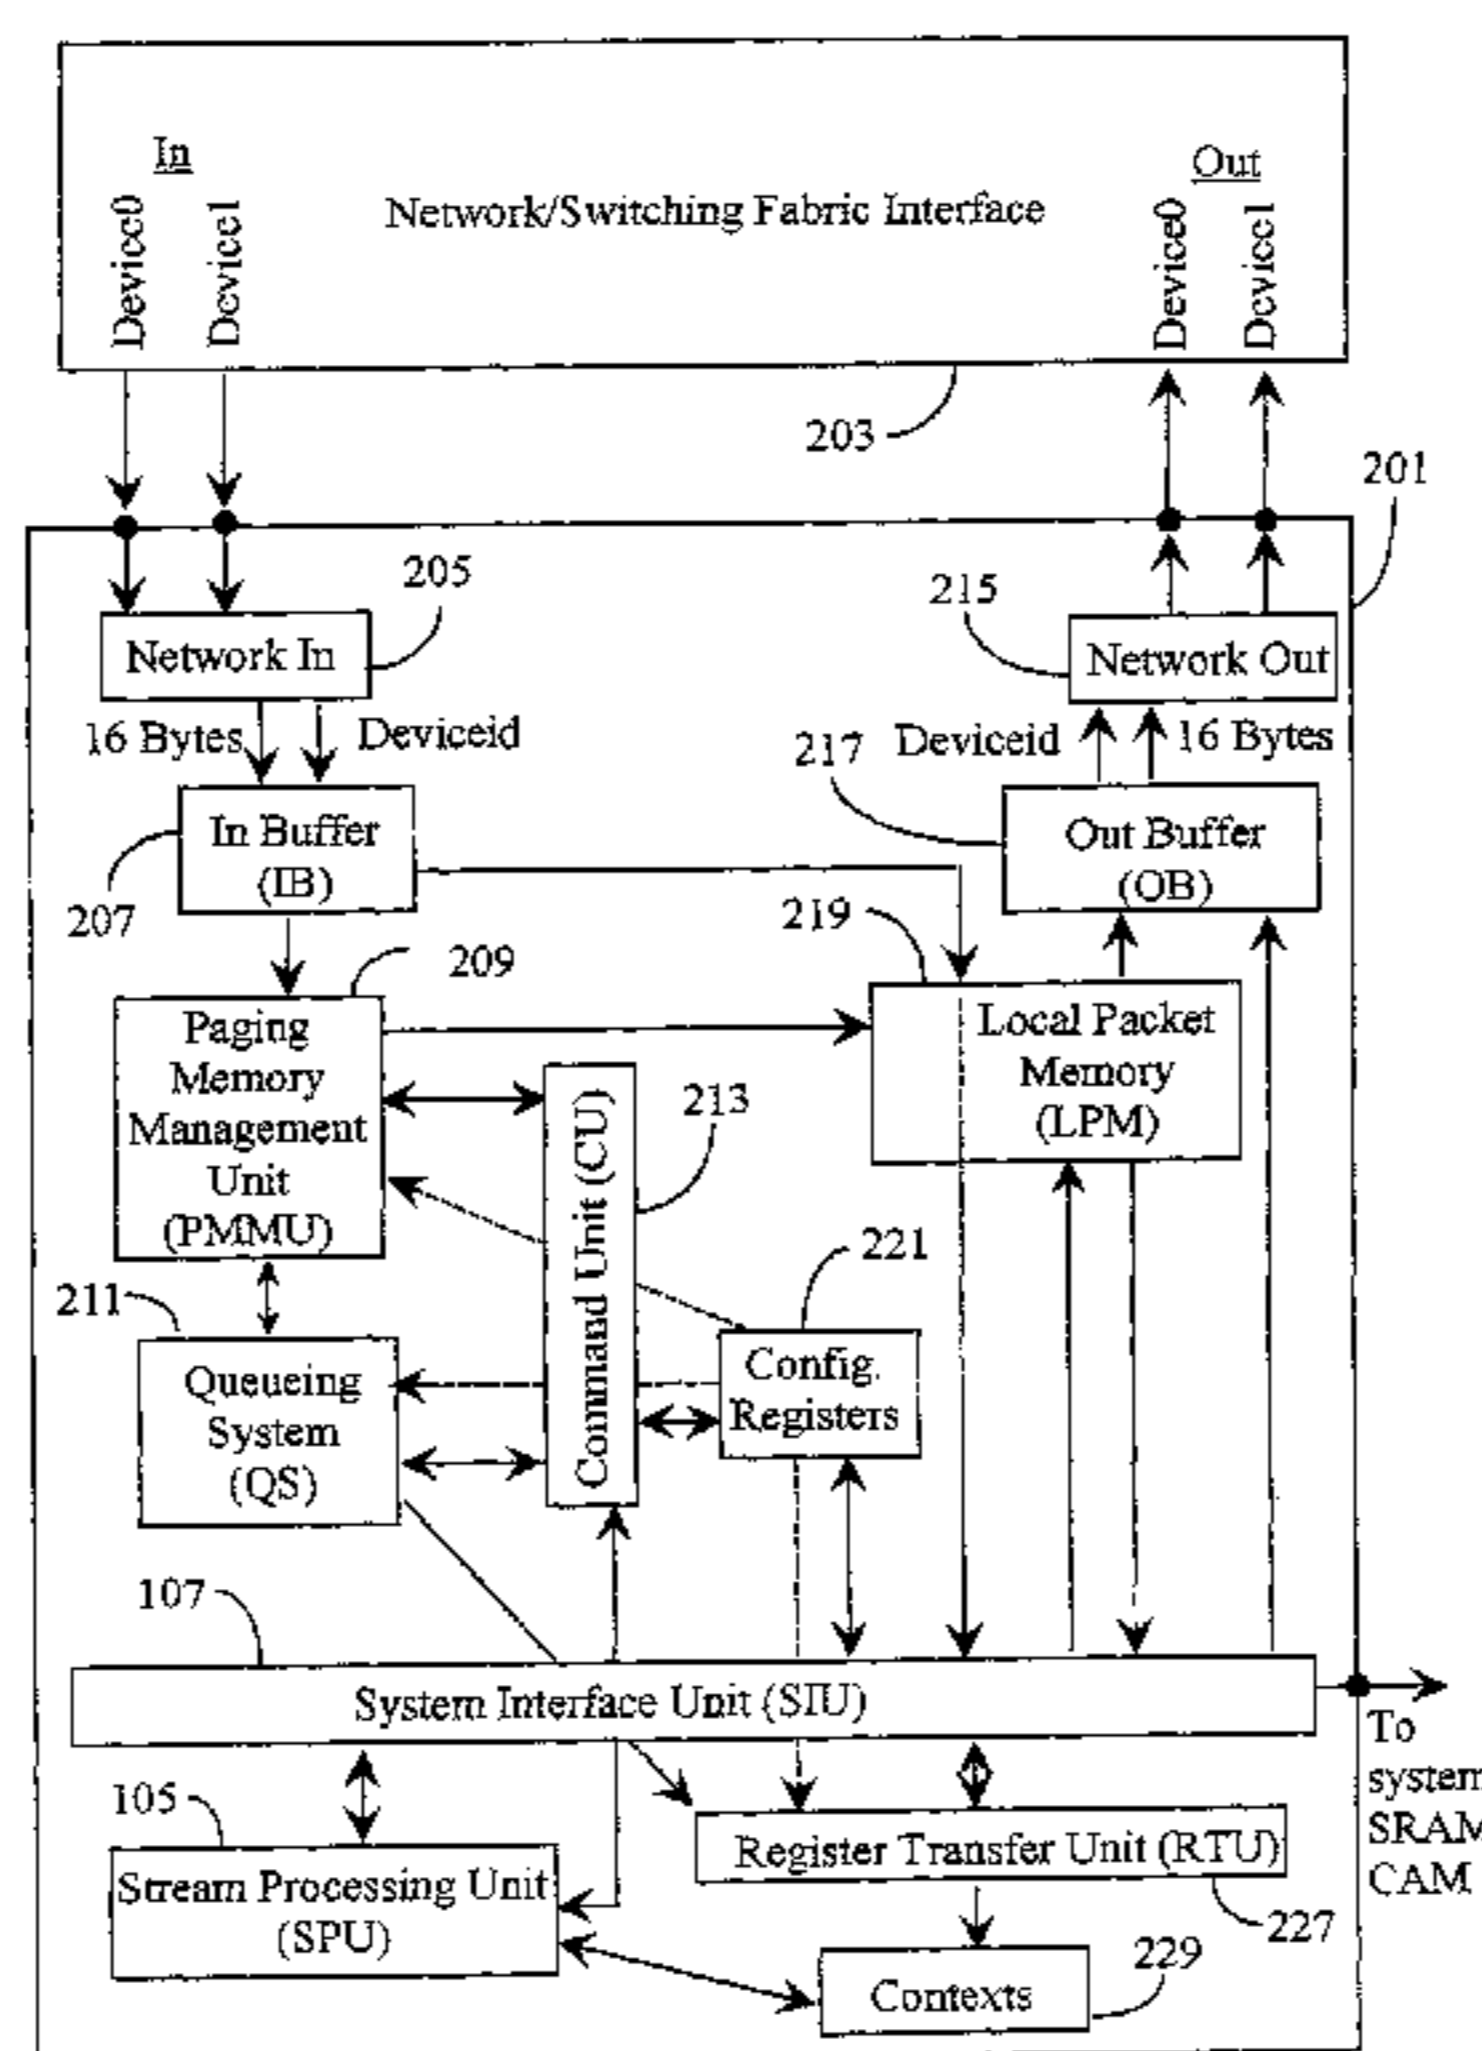 In
Out
Device0
Device1
Network/Switching Fabric Interface
Device0
Device1
203
201
205
215
Network In
Network Out
16 Bytes
Deviceid
217
Deviceid
16 Bytes
In Buffer
(IB)
Out Buffer
(OB)
207
219
209
Paging
Memory
Management
Unit
(PMMU)
Local Packet
Memory
(LPM)
213
Command Unit (CU)
221
211
Queueing
System
(QS)
Config.
Registers
107
System Interface Unit (SIU)
To
system
SRAM
CAM
105
Register Transfer Unit (RTU)
Stream Processing Unit
(SPU)
227
229
Contexts